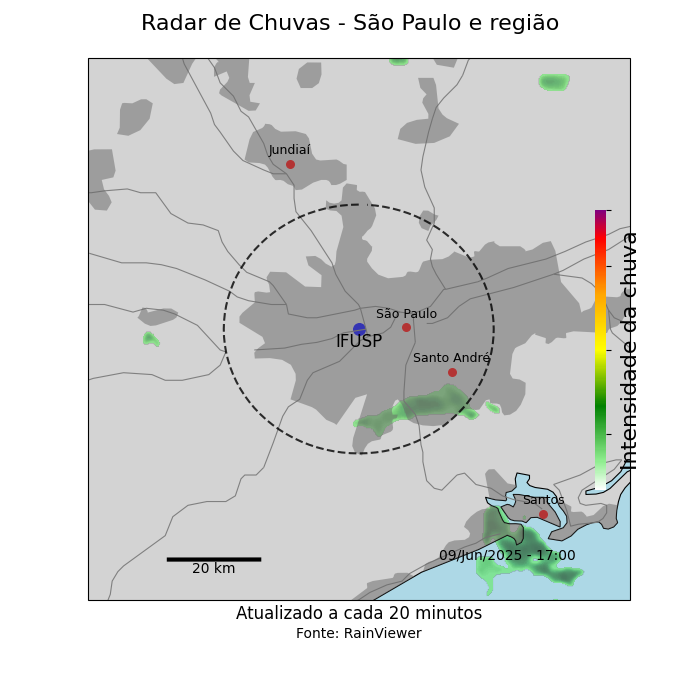 Radar de Chuvas - São Paulo e região
Jundiaí
São Paulo
IFUSP
Santo André
Intensidade da chuva
Santos
09/Jun/2025 - 17:00
20 km
Atualizado a cada 20 minutos
Fonte: RainViewer